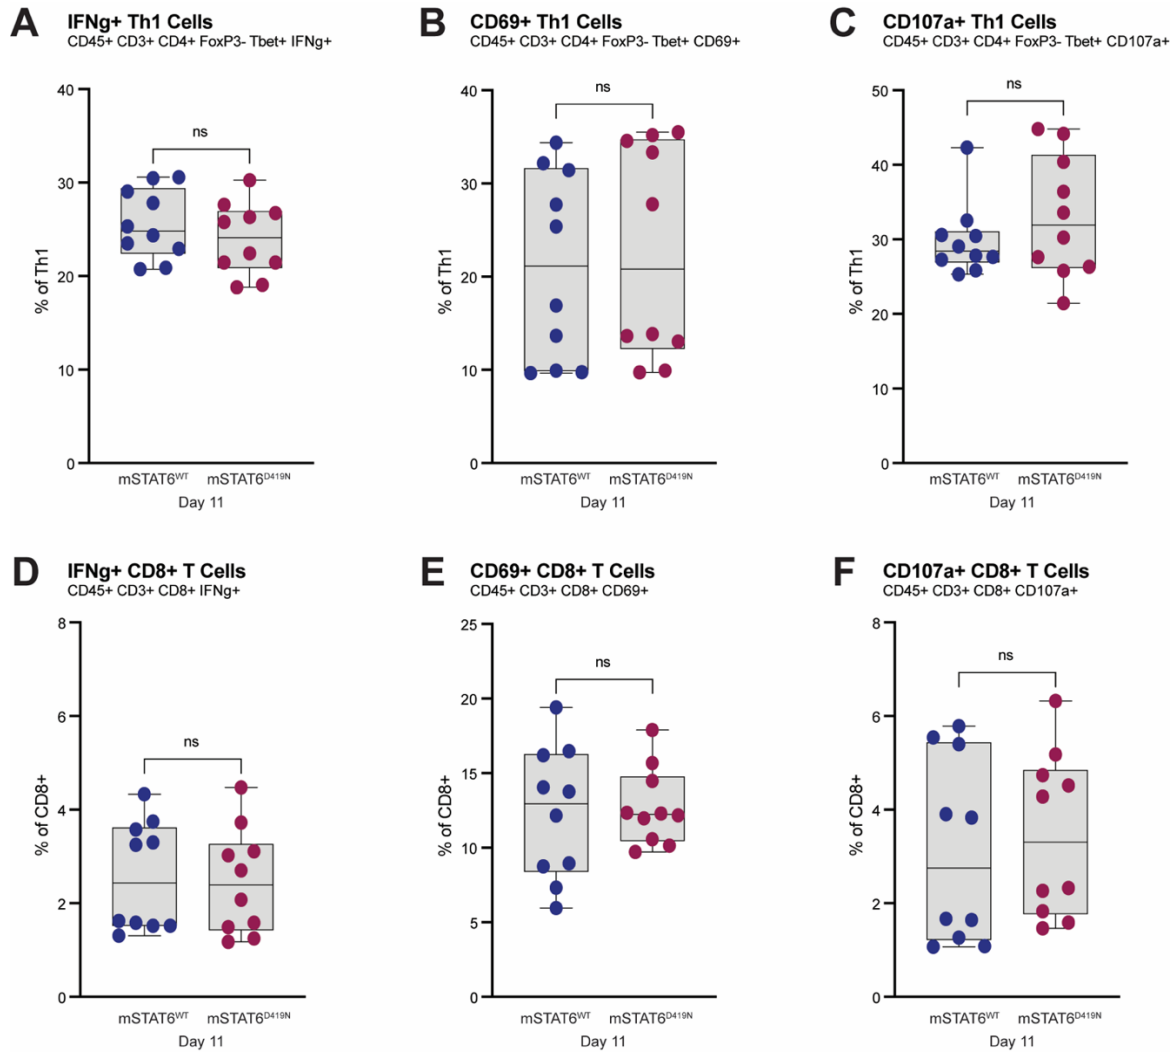 A IFNg+ Th1 Cells
CD45+ CD3+ CD4+ FoxP3- Tbet+ IFNg+
ns
% of Th1
40
30
20
10
0
mSTAT6WT mSTAT6D419N
Day 11
B CD69+ Th1 Cells
CD45+ CD3+ CD4+ FoxP3- Tbet+ CD69+
ns
% of Th1
40
30
20
10
0
mSTAT6WT mSTAT6D419N
Day 11
C CD107a+ Th1 Cells
CD45+ CD3+ CD4+ FoxP3- Tbet+ CD107a+
ns
% of Th1
50
40
30
20
10
0
mSTAT6WT mSTAT6D419N
Day 11
D IFNg+ CD8+ T Cells
CD45+ CD3+ CD8+ IFNg+
ns
% of CD8+
8
6
4
2
0
mSTAT6WT mSTAT6D419N
Day 11
E CD69+ CD8+ T Cells
CD45+ CD3+ CD8+ CD69+
ns
% of CD8+
25
20
15
10
5
0
mSTAT6WT mSTAT6D419N
Day 11
F CD107a+ CD8+ T Cells
CD45+ CD3+ CD8+ CD107a+
ns
% of CD8+
8
6
4
2
0
mSTAT6WT mSTAT6D419N
Day 11